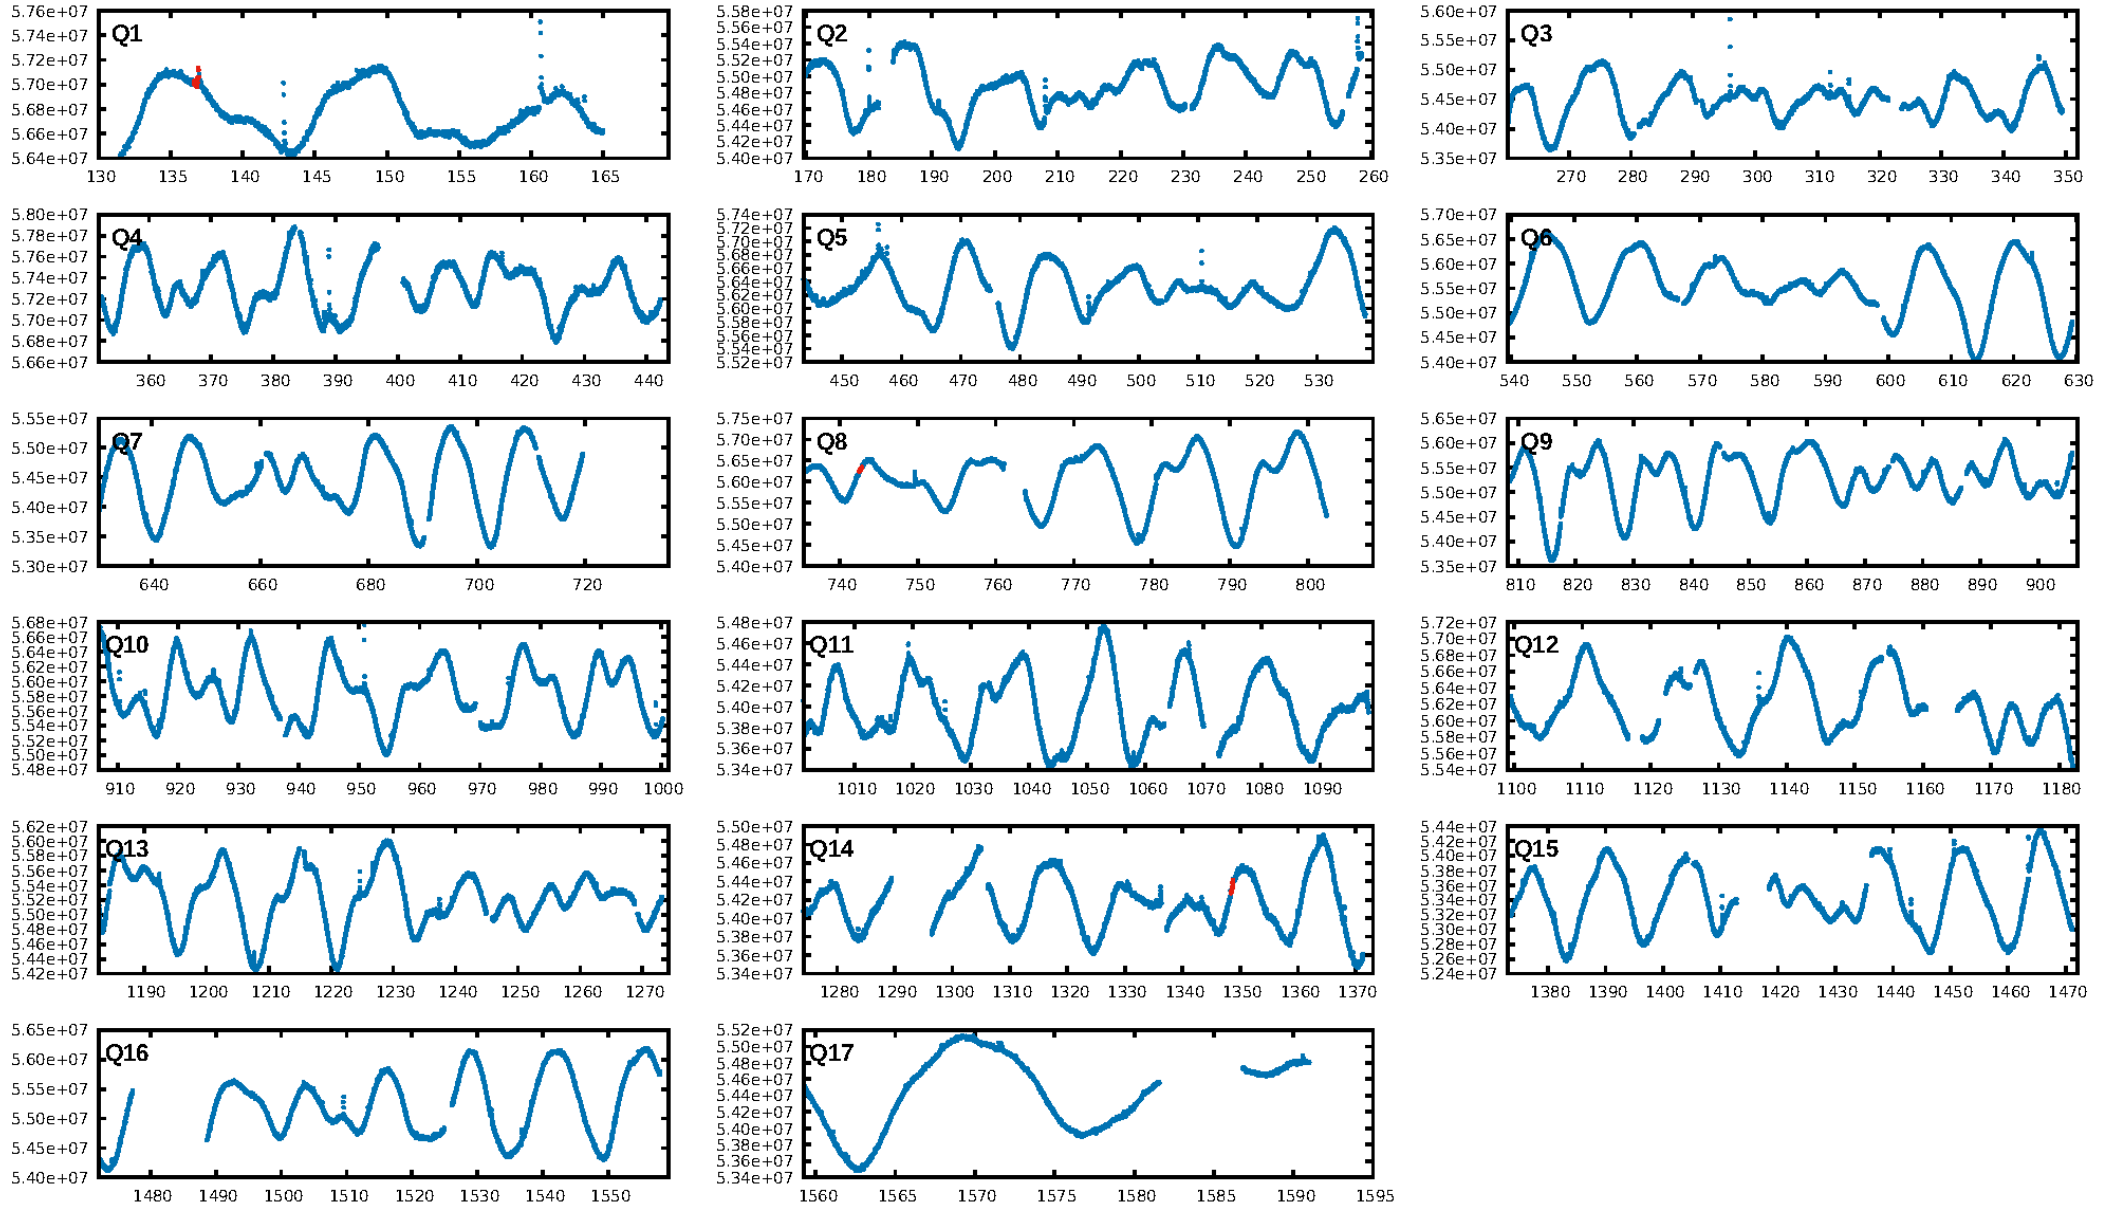 5.76e+07
5.74e+07
5.72e+07
5.70e+07
5.68e+07
5.66e+07
5.64e+07
Q1
130 135 140 145 150 155 160 165
5.58e+07
5.56e+07
5.54e+07
5.52e+07
5.50e+07
5.48e+07
5.46e+07
5.44e+07
5.42e+07
5.40e+07
Q2
170 180 190 200 210 220 230 240 250 260
5.60e+07
5.55e+07
5.50e+07
5.45e+07
5.40e+07
5.35e+07
Q3
270 280 290 300 310 320 330 340 350
5.80e+07
5.78e+07
5.76e+07
5.74e+07
5.72e+07
5.70e+07
5.68e+07
5.66e+07
Q4
360 370 380 390 400 410 420 430 440
5.74e+07
5.72e+07
5.70e+07
5.68e+07
5.66e+07
5.64e+07
5.62e+07
5.60e+07
5.58e+07
5.56e+07
5.54e+07
5.52e+07
Q5
450 460 470 480 490 500 510 520 530
5.70e+07
5.65e+07
5.60e+07
5.55e+07
5.50e+07
5.45e+07
5.40e+07
Q6
540 550 560 570 580 590 600 610 620 630
5.55e+07
5.50e+07
5.45e+07
5.40e+07
5.35e+07
5.30e+07
Q7
640 660 680 700 720
5.75e+07
5.70e+07
5.65e+07
5.60e+07
5.55e+07
5.50e+07
5.45e+07
5.40e+07
Q8
740 750 760 770 780 790 800
5.65e+07
5.60e+07
5.55e+07
5.50e+07
5.45e+07
5.40e+07
5.35e+07
Q9
810 820 830 840 850 860 870 880 890 900
5.68e+07
5.66e+07
5.64e+07
5.62e+07
5.60e+07
5.58e+07
5.56e+07
5.54e+07
5.52e+07
5.50e+07
5.48e+07
Q10
910 920 930 940 950 960 970 980 990 1000
5.48e+07
5.46e+07
5.44e+07
5.42e+07
5.40e+07
5.38e+07
5.36e+07
5.34e+07
Q11
1010 1020 1030 1040 1050 1060 1070 1080 1090
5.72e+07
5.70e+07
5.68e+07
5.66e+07
5.64e+07
5.62e+07
5.60e+07
5.58e+07
5.56e+07
5.54e+07
Q12
1100 1110 1120 1130 1140 1150 1160 1170 1180
5.62e+07
5.60e+07
5.58e+07
5.56e+07
5.54e+07
5.52e+07
5.50e+07
5.48e+07
5.46e+07
5.44e+07
5.42e+07
Q13
1190 1200 1210 1220 1230 1240 1250 1260 1270
5.50e+07
5.48e+07
5.46e+07
5.44e+07
5.42e+07
5.40e+07
5.38e+07
5.36e+07
5.34e+07
Q14
1280 1290 1300 1310 1320 1330 1340 1350 1360 1370
5.44e+07
5.42e+07
5.40e+07
5.38e+07
5.36e+07
5.34e+07
5.32e+07
5.30e+07
5.28e+07
5.26e+07
5.24e+07
Q15
1380 1390 1400 1410 1420 1430 1440 1450 1460 1470
5.65e+07
5.60e+07
5.55e+07
5.50e+07
5.45e+07
5.40e+07
Q16
1480 1490 1500 1510 1520 1530 1540 1550
5.52e+07
5.50e+07
5.48e+07
5.46e+07
5.44e+07
5.42e+07
5.40e+07
5.38e+07
5.36e+07
5.34e+07
Q17
1560 1565 1570 1575 1580 1585 1590 1595